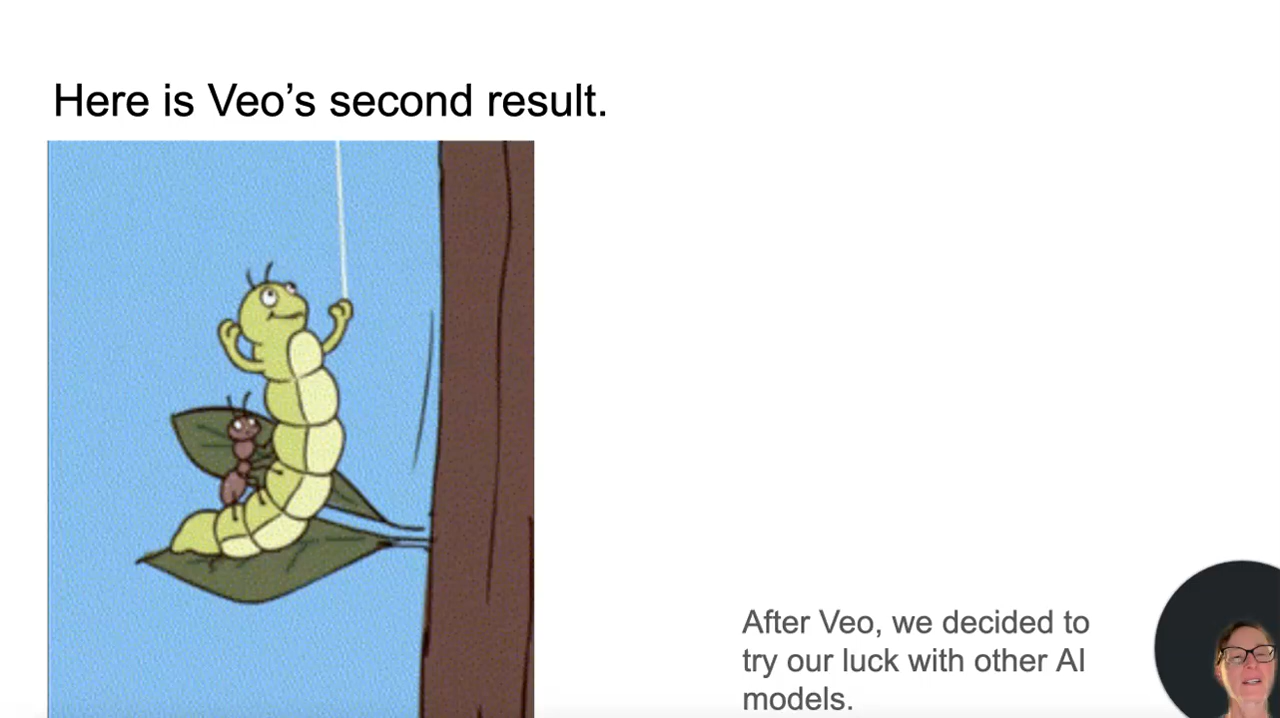 Here is Veo’s second result.
After Veo, we decided to
try our luck with other AI
models.